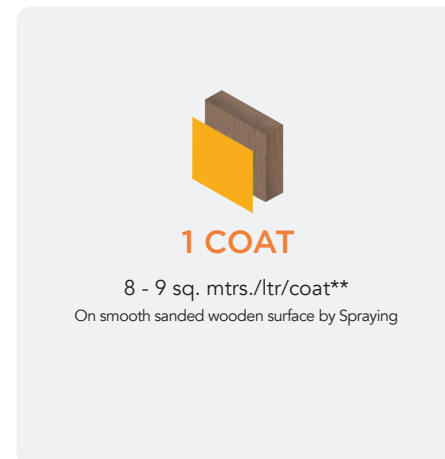 1 COAT
8 - 9 sq. mtrs./ltr/coat**
On smooth sanded wooden surface by Spraying